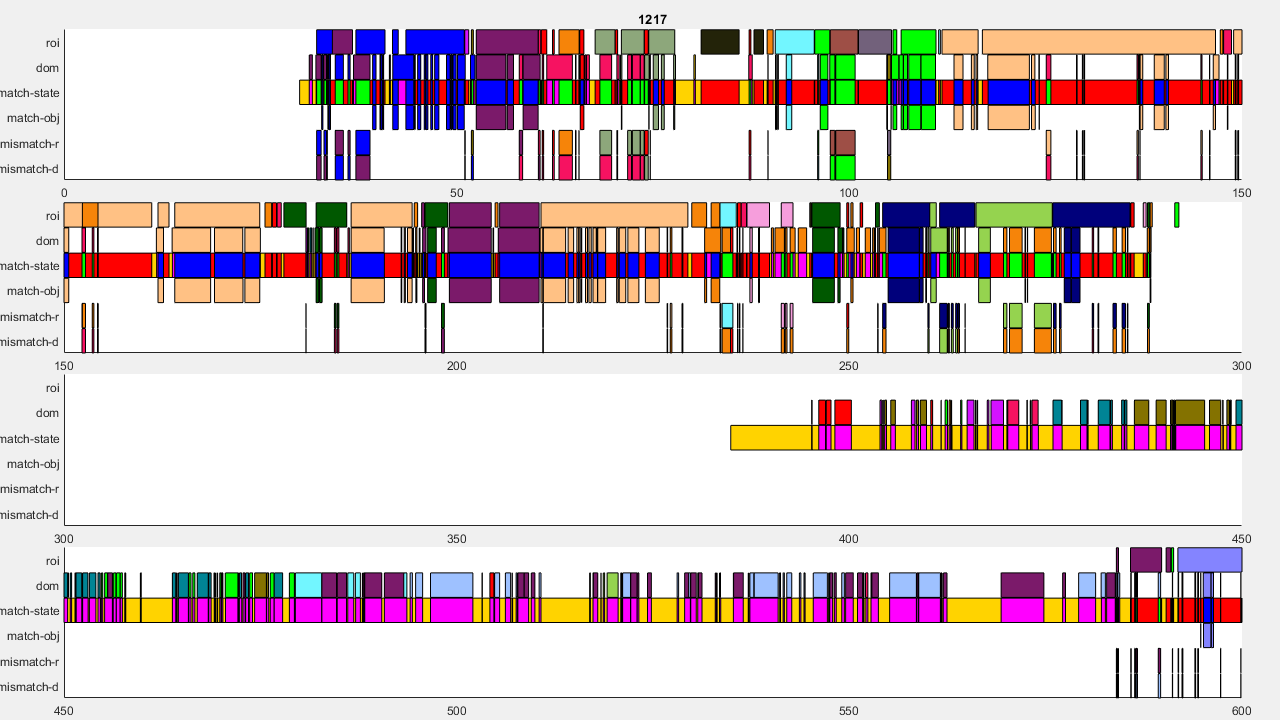 1217
roi
dom
match-state
match-obj
mismatch-r
mismatch-d
0 50 100 150
roi
dom
match-state
match-obj
mismatch-r
mismatch-d
150 200 250 300
roi
dom
match-state
match-obj
mismatch-r
mismatch-d
300 350 400 450
roi
dom
match-state
match-obj
mismatch-r
mismatch-d
450 500 550 600